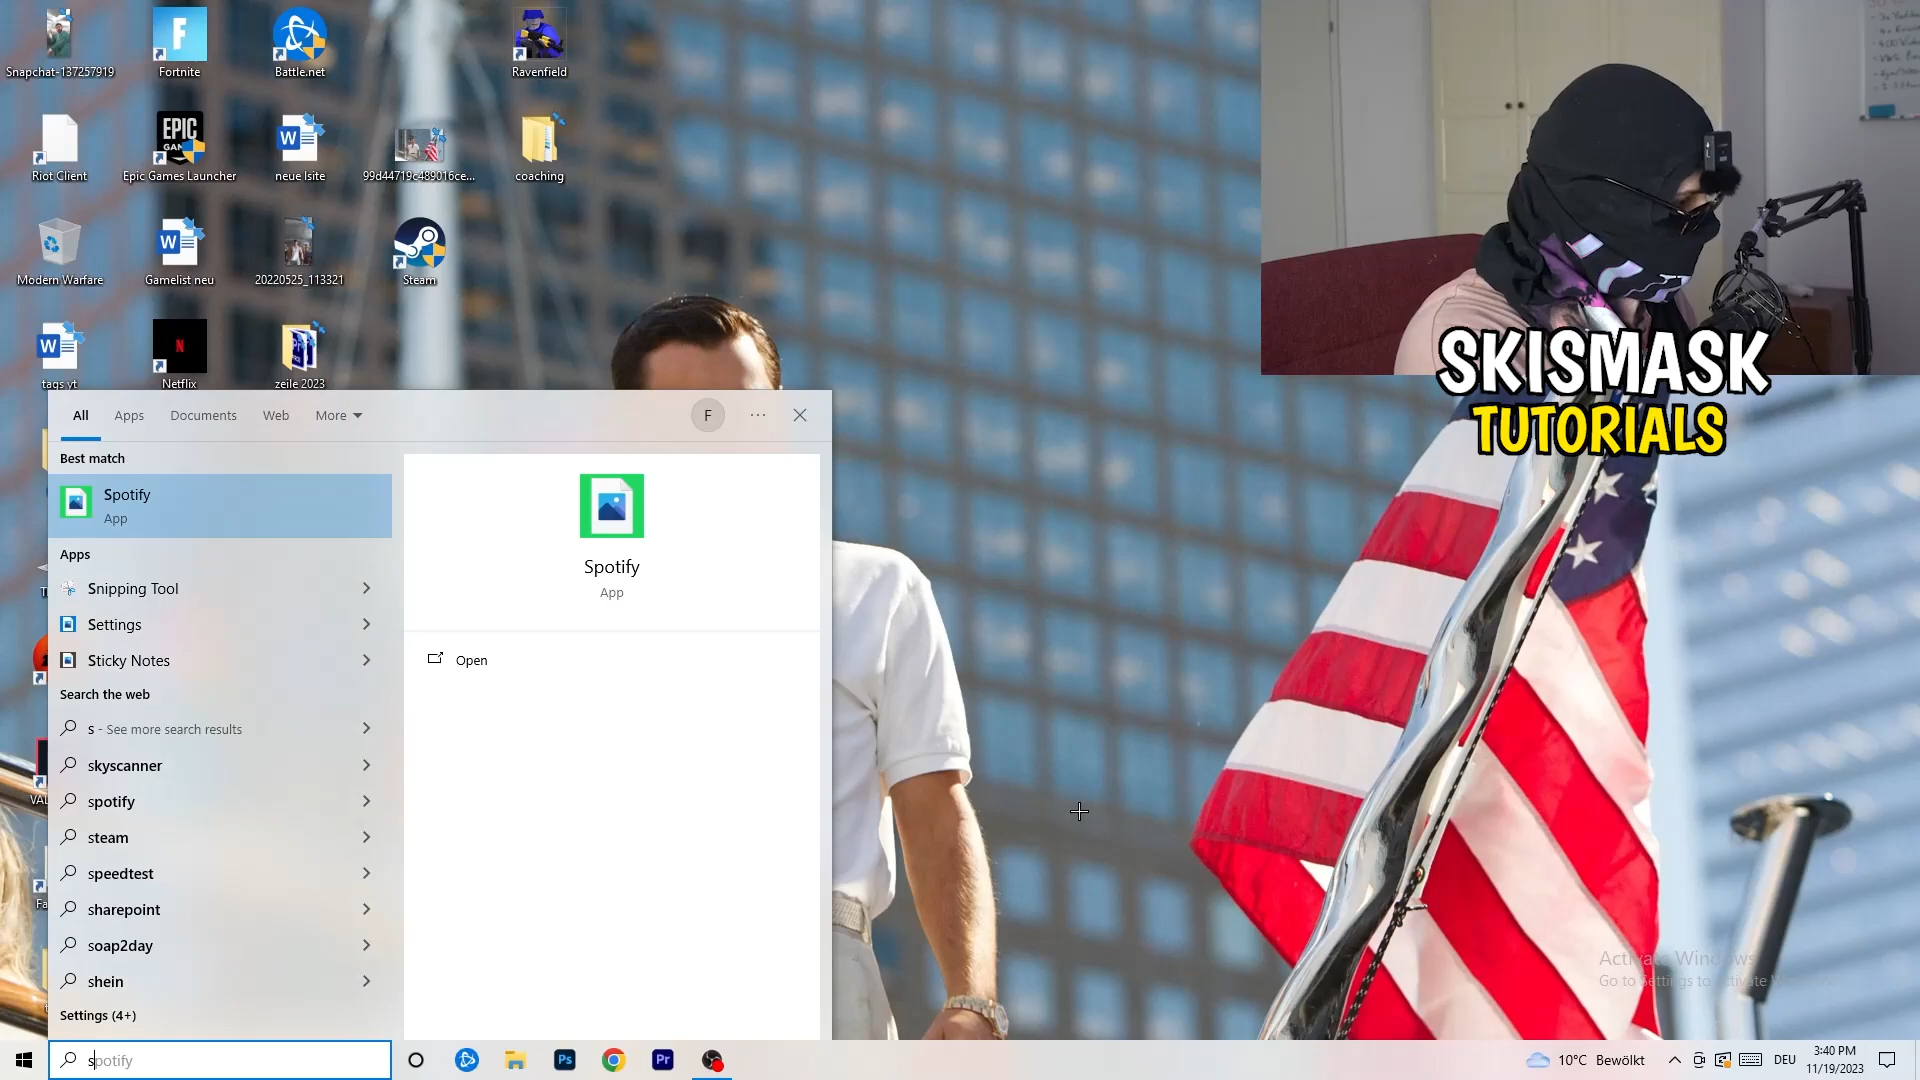 Snapchat-137257919
Fortnite
Battle.net
Ravenfield
EPIC
GAM
Riot Client
Epic Games Launcher
neue lsite
99d44719c489016ce...
coaching
Modern Warfare
Gamelist neu
20220525_113321
Steam
tags yt
Netflix
zeile 2023
SKISMASK
TUTORIALS
All
Apps
Documents
Web
More
F
Best match
Spotify
App
Spotify
App
Open
Apps
Snipping Tool
Settings
Sticky Notes
Search the web
s - See more search results
skyscanner
spotify
steam
speedtest
sharepoint
soap2day
shein
Settings (4+)
spotify
Ps
Pr
10°C Bewölkt
DEU
3:40 PM
11/19/2023
Activate Windows
Go to Settings to activate